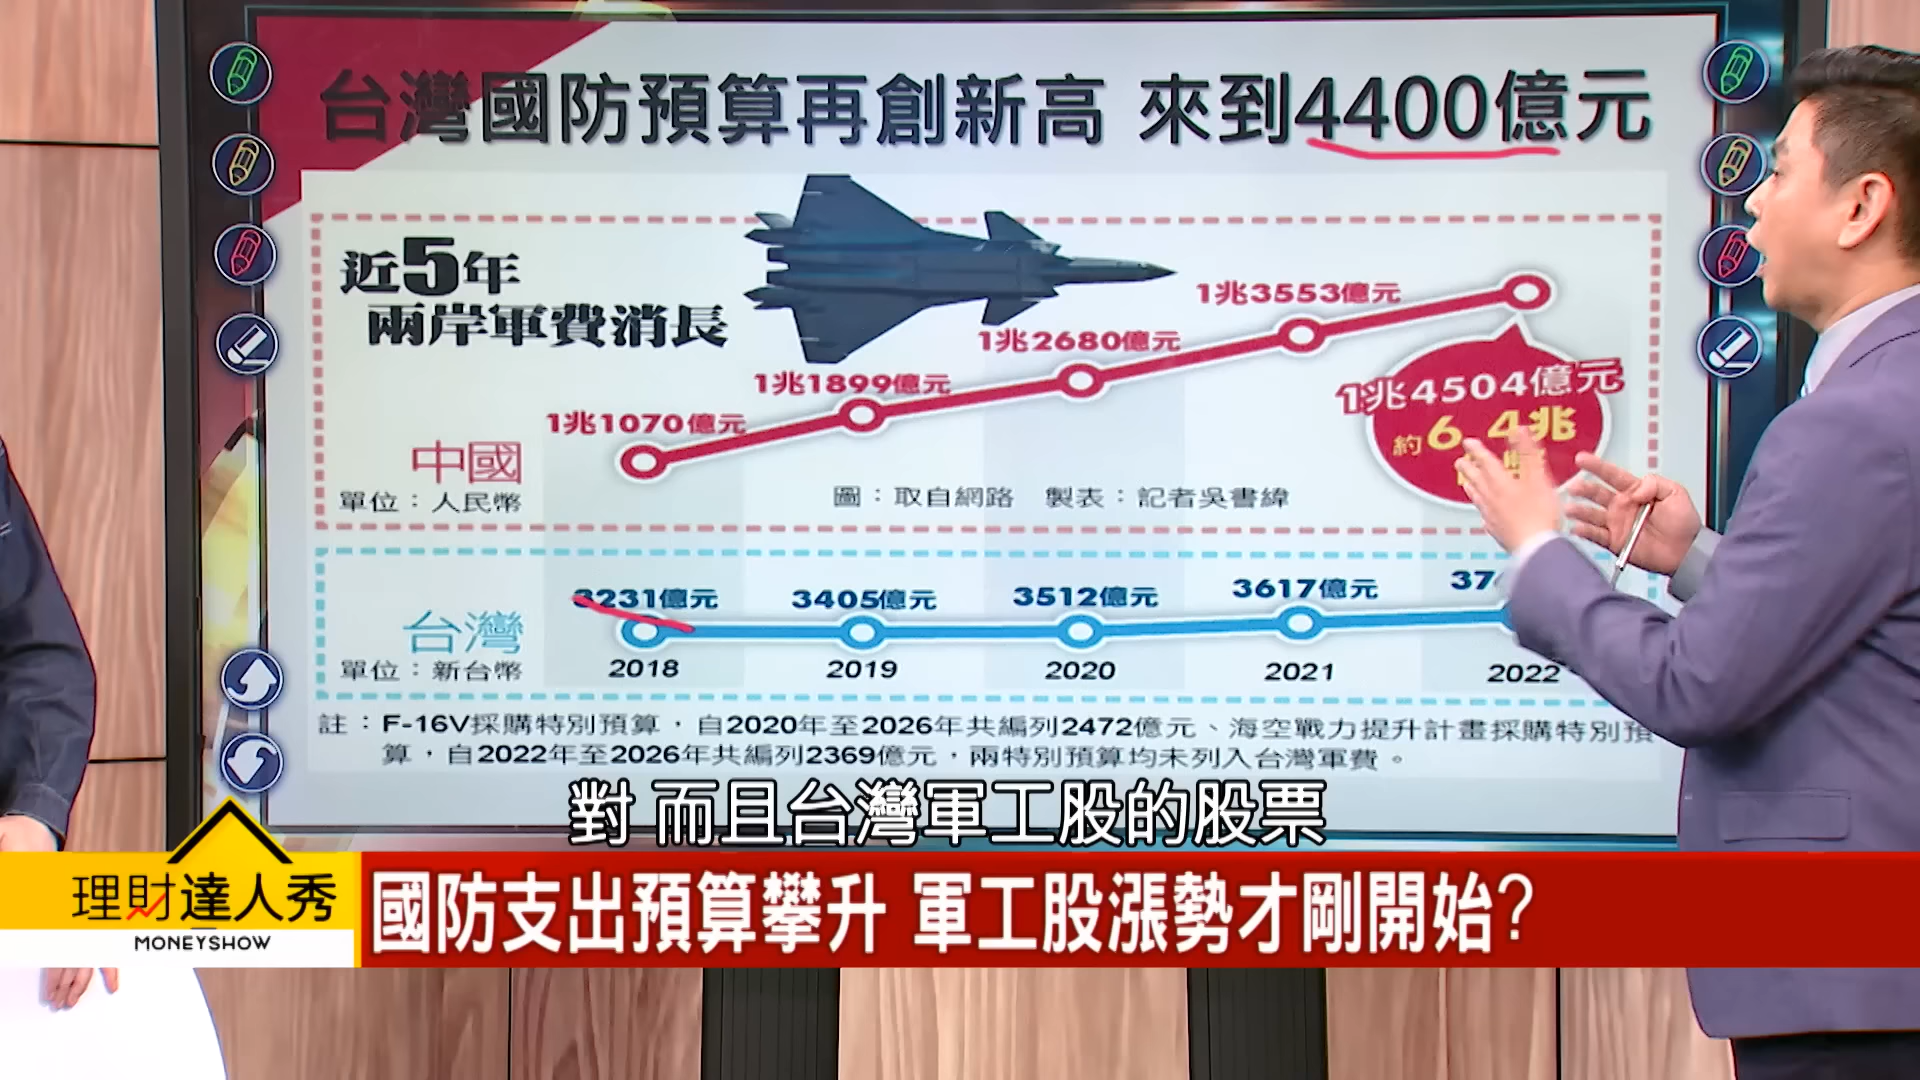 台灣國防預算再創新高 來到4400億元
近5年
兩岸軍費消長
1兆1070億元
1兆1899億元
1兆2680億元
1兆3553億元
1兆4504億元
約6.4兆
中國
單位：人民幣
圖：取自網路 製表：記者吳書緯
3231億元
3405億元
3512億元
3617億元
台灣
單位：新台幣
2018
2019
2020
2021
2022
註：F-16V採購特別預算，自2020年至2026年共編列2472億元、海空戰力提升計畫採購特別預
算，自2022年至2026年共編列2369億元，兩特別預算均未列入台灣軍費。
對 而且台灣軍工股的股票
理財達人秀
MONEYSHOW
國防支出預算攀升 軍工股漲勢才剛開始？